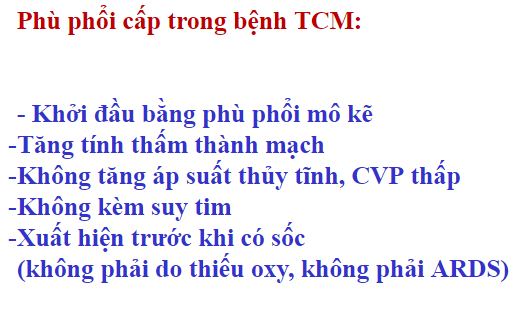 Phù phổi cấp trong bệnh TCM:
- Khởi đầu bằng phù phổi mô kẽ
-Tăng tính thấm thành mạch
-Không tăng áp suất thủy tĩnh, CVP thấp
-Không kèm suy tim
-Xuất hiện trước khi có sốc
(không phải do thiếu oxy, không phải ARDS)